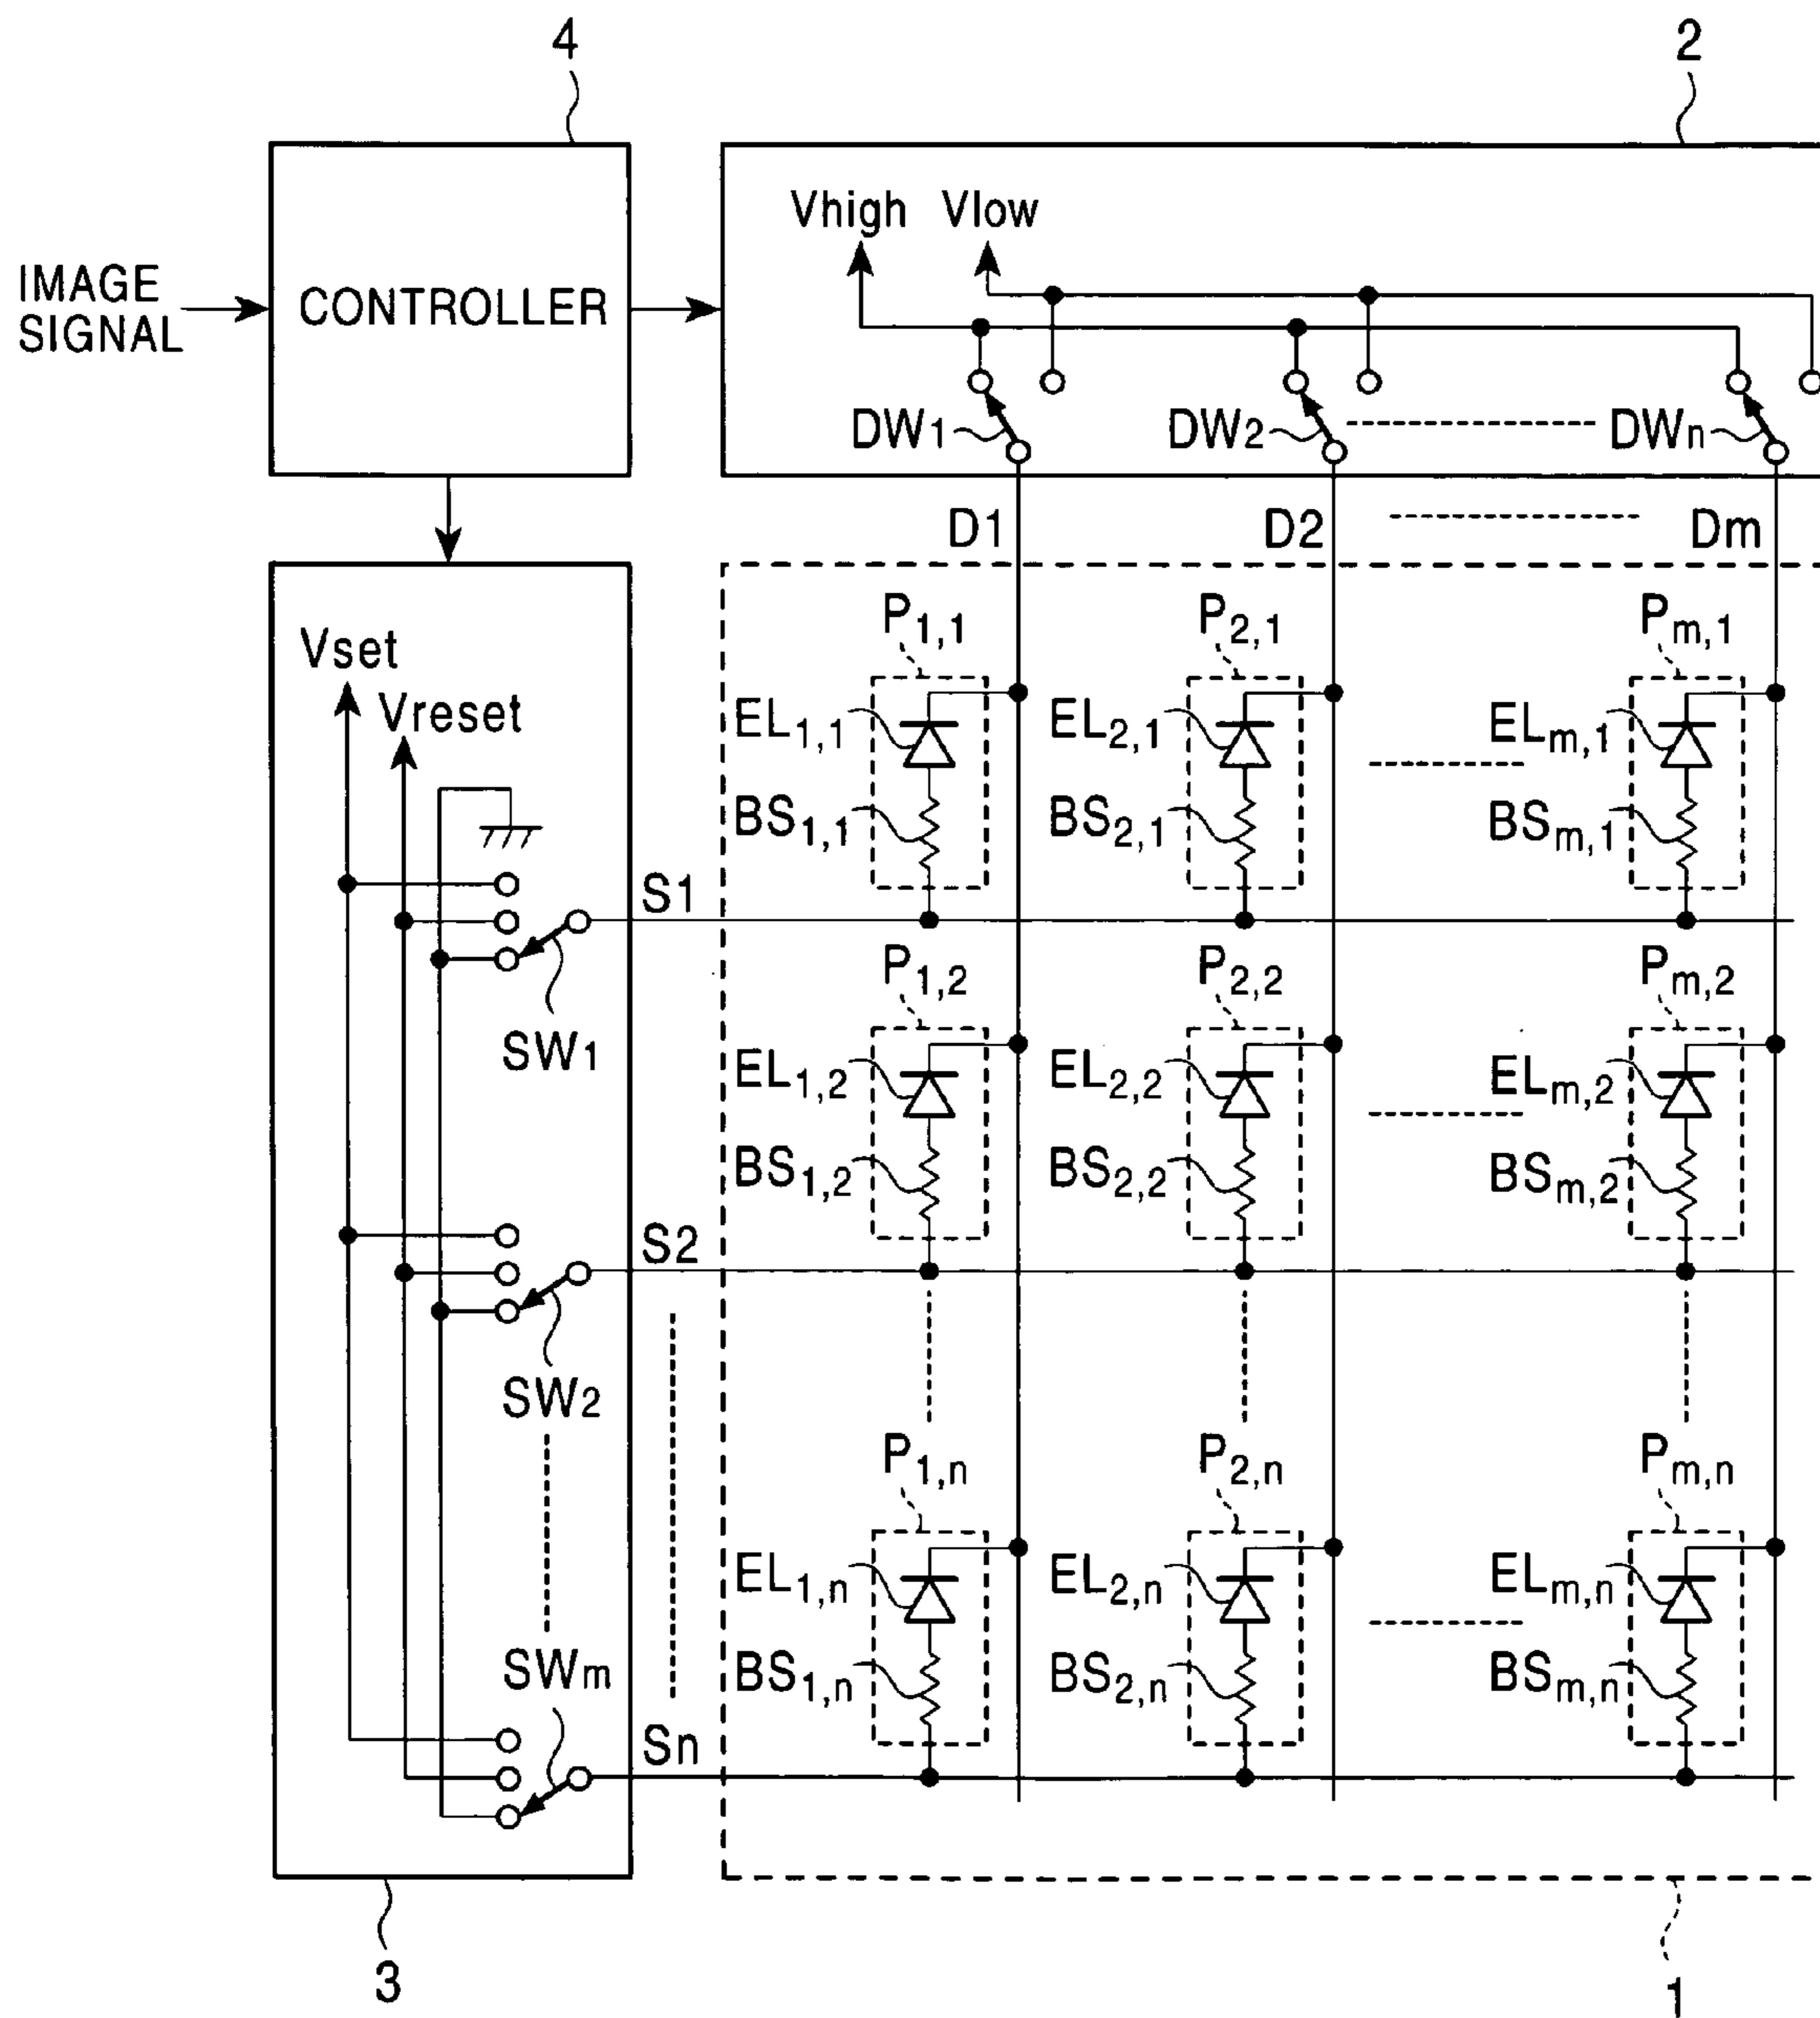 4
2
IMAGE
SIGNAL
CONTROLLER
Vhigh Vlow
DW1
DW2
DWn
D1
D2
Dm
Vset
Vreset
P1,1
P2,1
Pm,1
EL1,1
EL2,1
ELm,1
BS1,1
BS2,1
BSm,1
S1
SW1
P1,2
P2,2
Pm,2
EL1,2
EL2,2
ELm,2
BS1,2
BS2,2
BSm,2
S2
SW2
P1,n
P2,n
Pm,n
EL1,n
EL2,n
ELm,n
BS1,n
BS2,n
BSm,n
SWm
Sn
3
1